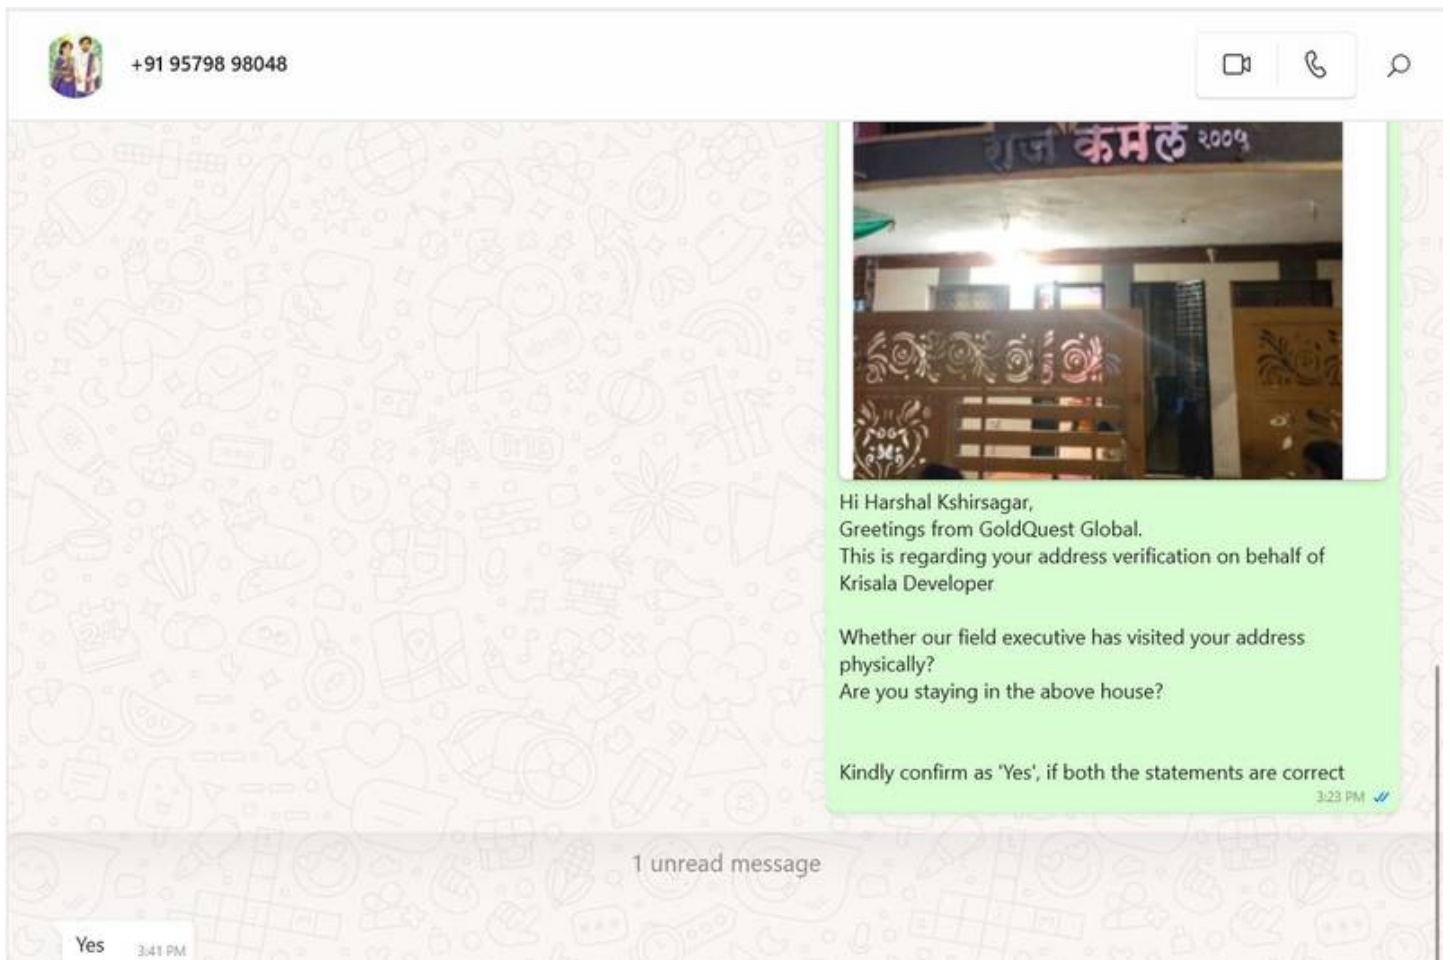 +91 95798 98048
राज कमल २००५
Hi Harshal Kshirsagar,
Greetings from GoldQuest Global.
This is regarding your address verification on behalf of
Krisala Developer
Whether our field executive has visited your address
physically?
Are you staying in the above house?
Kindly confirm as 'Yes', if both the statements are correct
3:23 PM
1 unread message
Yes 3:41 PM